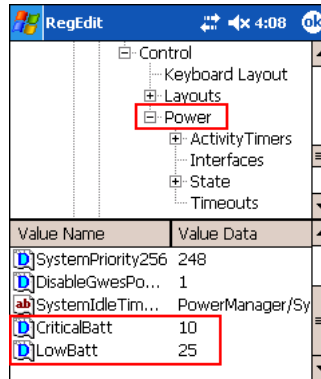 RegEdit 4:08 ok
Control
Keyboard Layout
Layouts
Power
ActivityTimers
Interfaces
State
Timeouts
Value Name Value Data
SystemPriority256 248
DisableGwesPo... 1
ab SystemIdleTim... PowerManager/Sy
CriticalBatt 10
LowBatt 25